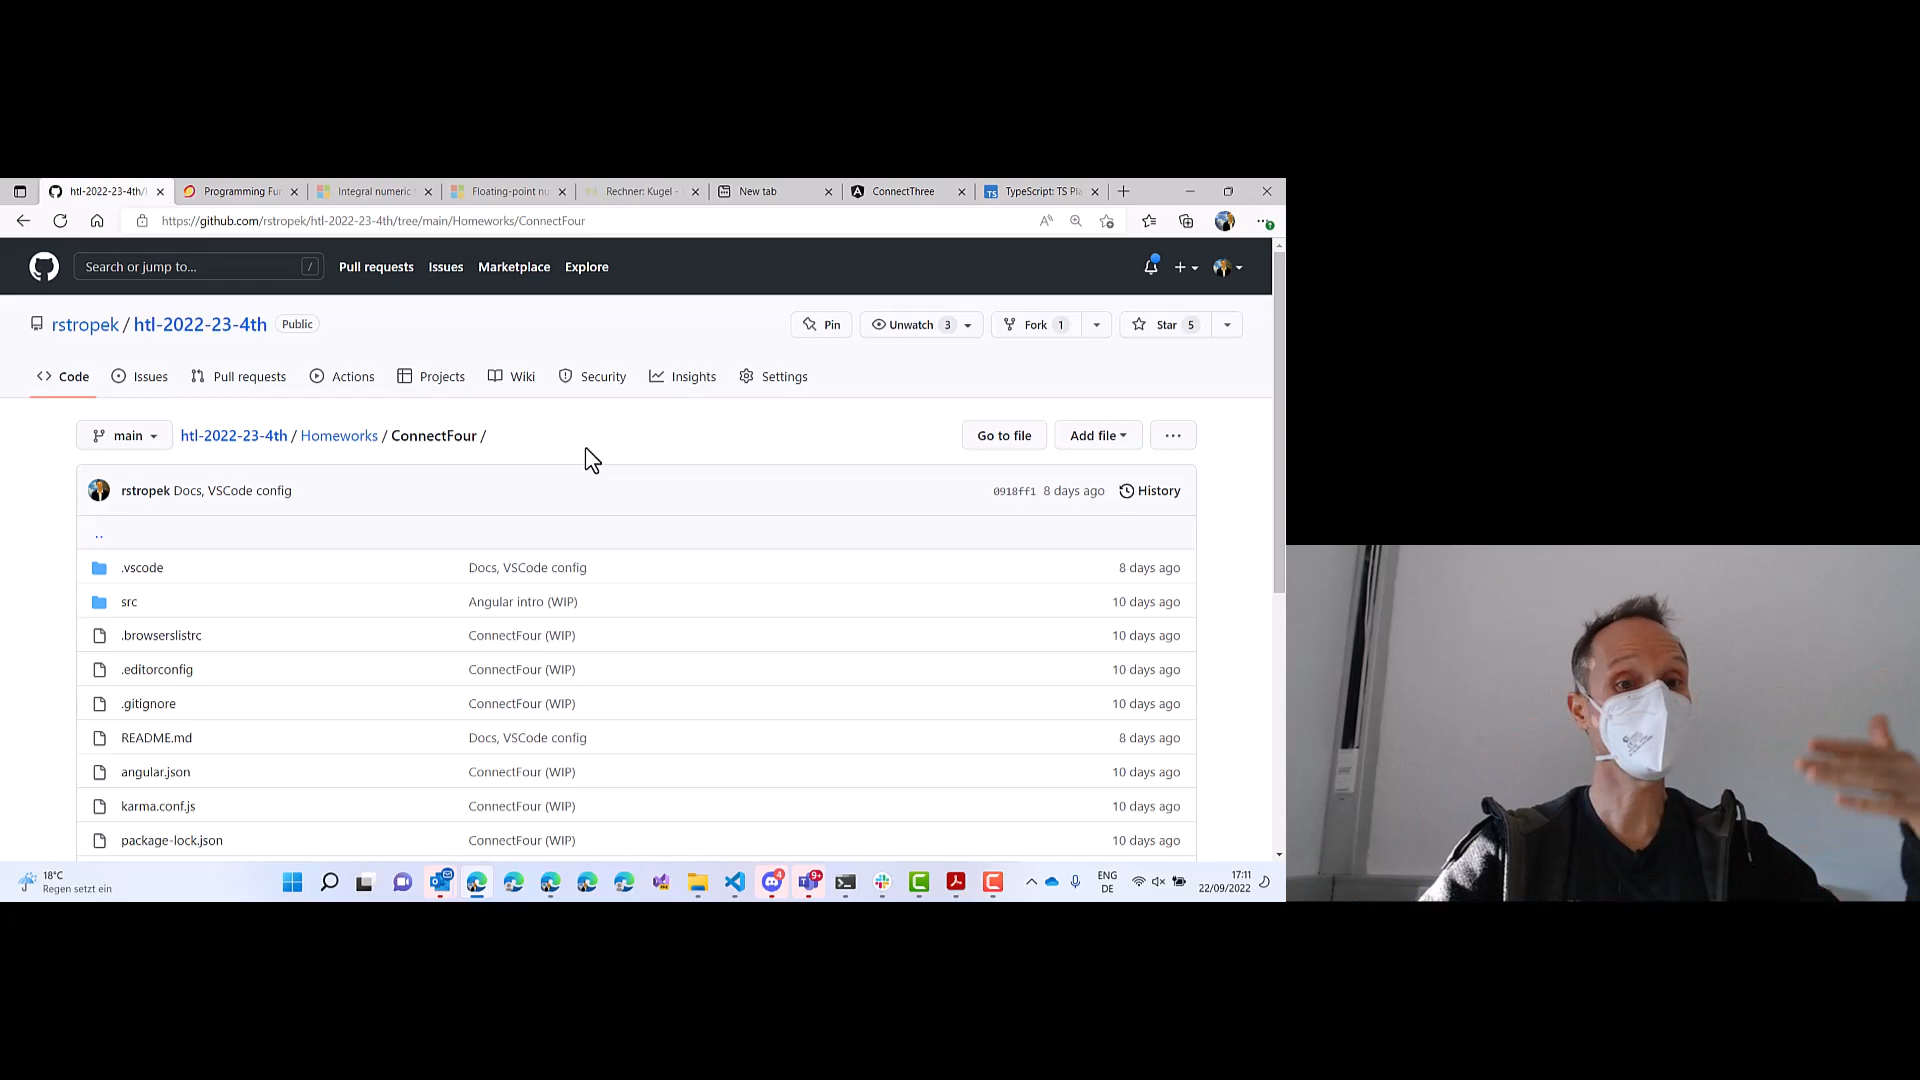 htl-2022-23-4th/
Programming Fu
Integral numeric
Floating-point nu
Rechner: Kugel -
New tab
ConnectThree
TypeScript: TS Pla
https://github.com/rstropek/htl-2022-23-4th/tree/main/Homeworks/ConnectFour
Search or jump to... /
Pull requests
Issues
Marketplace
Explore
rstropek / htl-2022-23-4th Public
Pin
Unwatch 3
Fork 1
Star 5
Code
Issues
Pull requests
Actions
Projects
Wiki
Security
Insights
Settings
main
htl-2022-23-4th / Homeworks / ConnectFour /
Go to file
Add file
rstropek Docs, VSCode config 0918ff1 8 days ago History
..
.vscode Docs, VSCode config 8 days ago
src Angular intro (WIP) 10 days ago
.browserslistrc ConnectFour (WIP) 10 days ago
.editorconfig ConnectFour (WIP) 10 days ago
.gitignore ConnectFour (WIP) 10 days ago
README.md Docs, VSCode config 8 days ago
angular.json ConnectFour (WIP) 10 days ago
karma.conf.js ConnectFour (WIP) 10 days ago
package-lock.json ConnectFour (WIP) 10 days ago
18°C
Regen setzt ein
4
9+
ENG
DE
17:11
22/09/2022